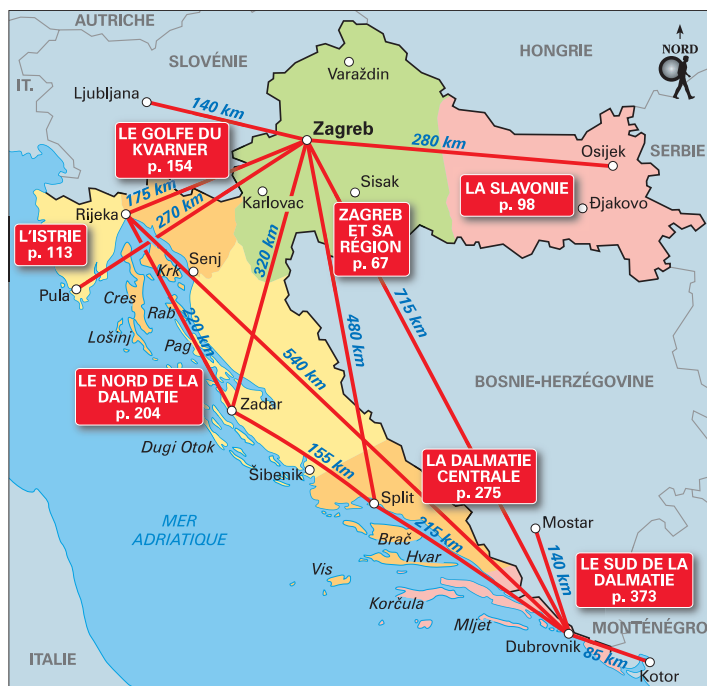 AUTRICHE
HONGRIE
NORD
SLOVÉNIE
Varaždin
IT.
Ljubljana
140 km
Zagreb
280 km
LE GOLFE DU
KVARNER
p. 154
Osijek
SERBIE
175 km
Karlovac
Sisak
LA SLAVONIE
p. 98
Đjakovo
Rijeka
270 km
ZAGREB
ET SA
RÉGION
p. 67
L'ISTRIE
p. 113
320 km
Senj
Krk
Pula
Cres
Rab
715 km
Lošinj
220 km
480 km
Pag
540 km
BOSNIE-HERZÉGOVINE
LE NORD DE LA
DALMATIE
p. 204
Zadar
Dugi Otok
155 km
Šibenik
LA DALMATIE
CENTRALE
p. 275
Split
MER
ADRIATIQUE
215 km
Mostar
Brač
Hvar
140 km
Vis
LE SUD DE LA
DALMATIE
p. 373
Korčula
Mljet
MONTÉNÉGRO
Dubrovnik
85 km
ITALIE
Kotor